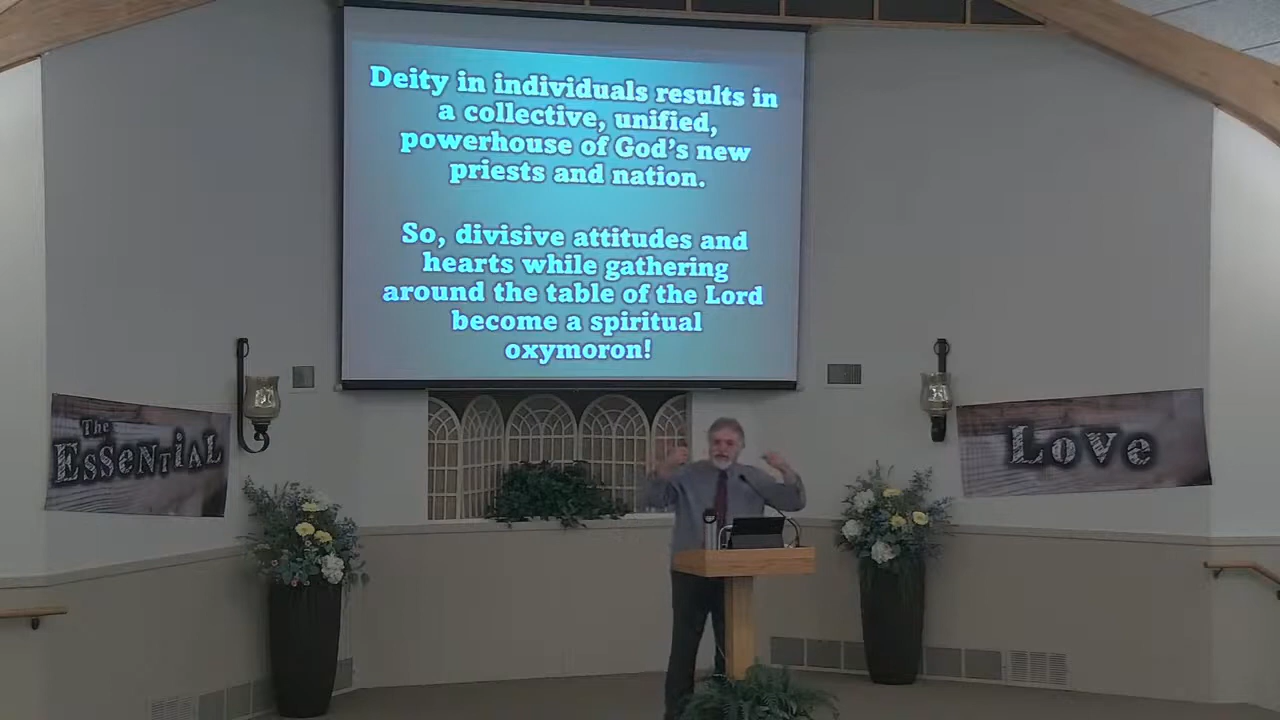 Deity in individuals results in
a collective, unified,
powerhouse of God's new
priests and nation.
So, divisive attitudes and
hearts while gathering
around the table of the Lord
become a spiritual
oxymoron!
The
ESSeNTiAL
LoVe